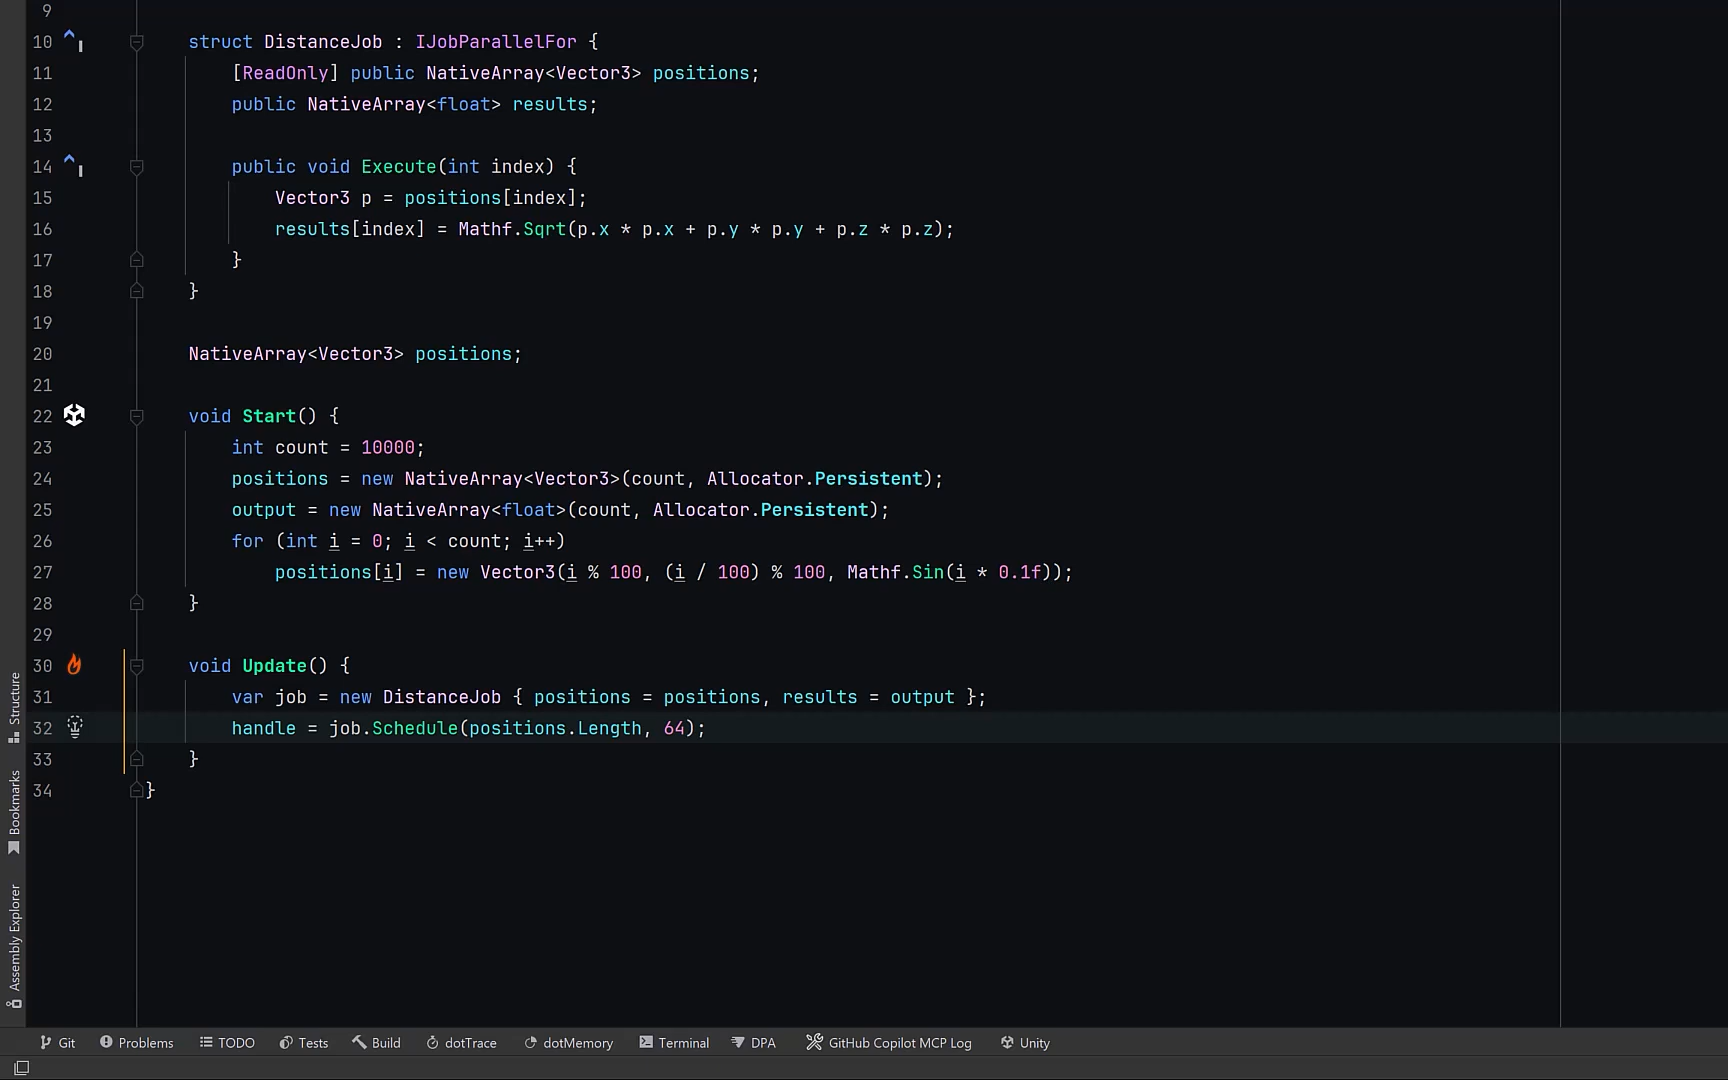 9
10 struct DistanceJob : IJobParallelFor {
11 [ReadOnly] public NativeArray<Vector3> positions;
12 public NativeArray<float> results;
13
14 public void Execute(int index) {
15 Vector3 p = positions[index];
16 results[index] = Mathf.Sqrt(p.x * p.x + p.y * p.y + p.z * p.z);
17 }
18 }
19
20 NativeArray<Vector3> positions;
21
22 void Start() {
23 int count = 10000;
24 positions = new NativeArray<Vector3>(count, Allocator.Persistent);
25 output = new NativeArray<float>(count, Allocator.Persistent);
26 for (int i = 0; i < count; i++)
27 positions[i] = new Vector3(i % 100, (i / 100) % 100, Mathf.Sin(i * 0.1f));
28 }
29
30 void Update() {
31 var job = new DistanceJob { positions = positions, results = output };
32 handle = job.Schedule(positions.Length, 64);
33 }
34 }
Structure
Bookmarks
Assembly Explorer
Git Problems TODO Tests Build dotTrace dotMemory Terminal DPA GitHub Copilot MCP Log Unity